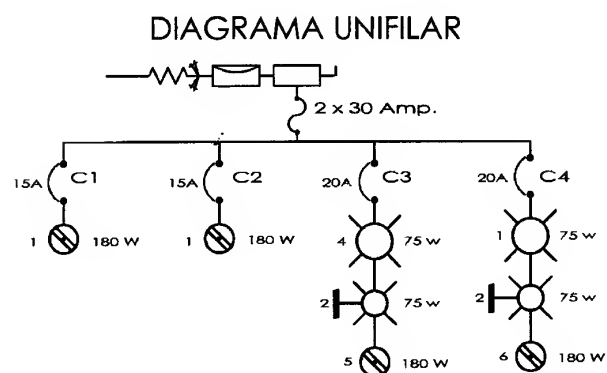 DIAGRAMA UNIFILAR
2 x 30 Amp.
15A C1
15A C2
20A C3
20A C4
1 180 W
1 180 W
4 75 w
1 75 w
2 75 w
2 75 w
5 180 W
6 180 W